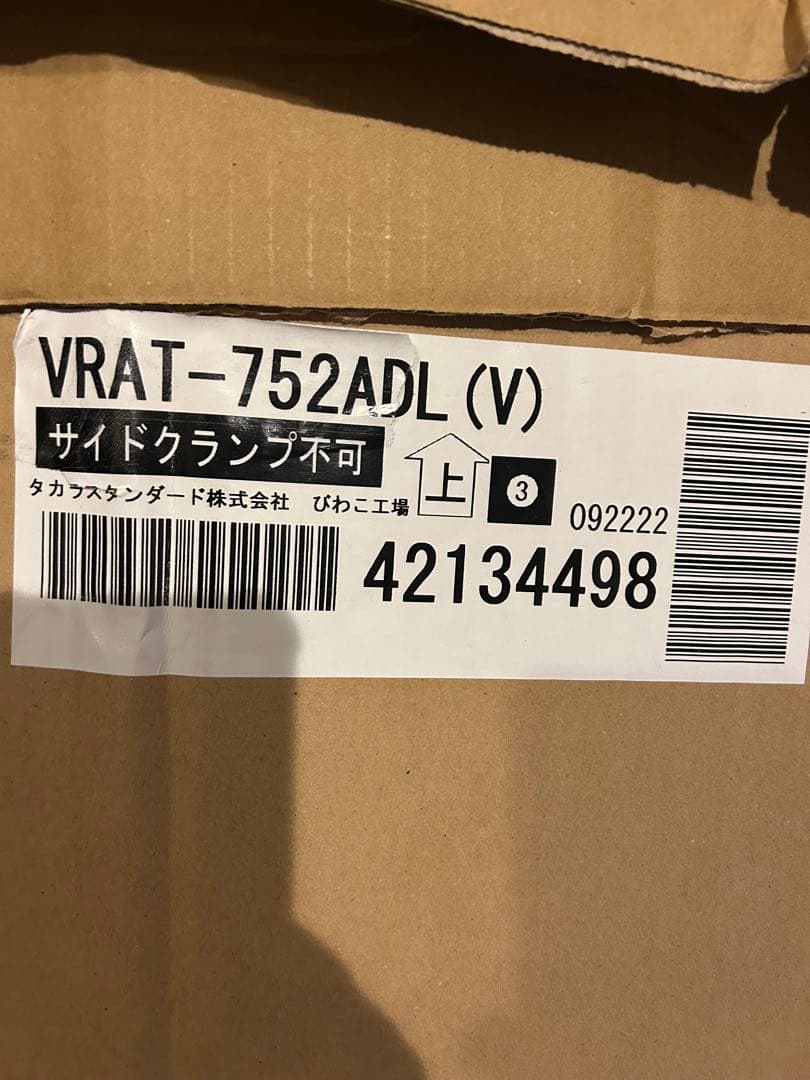 VRAT-752ADL(V)
サイドクランプ不可
上
③
タカラスタンダード株式会社 びわこ工場
092222
42134498